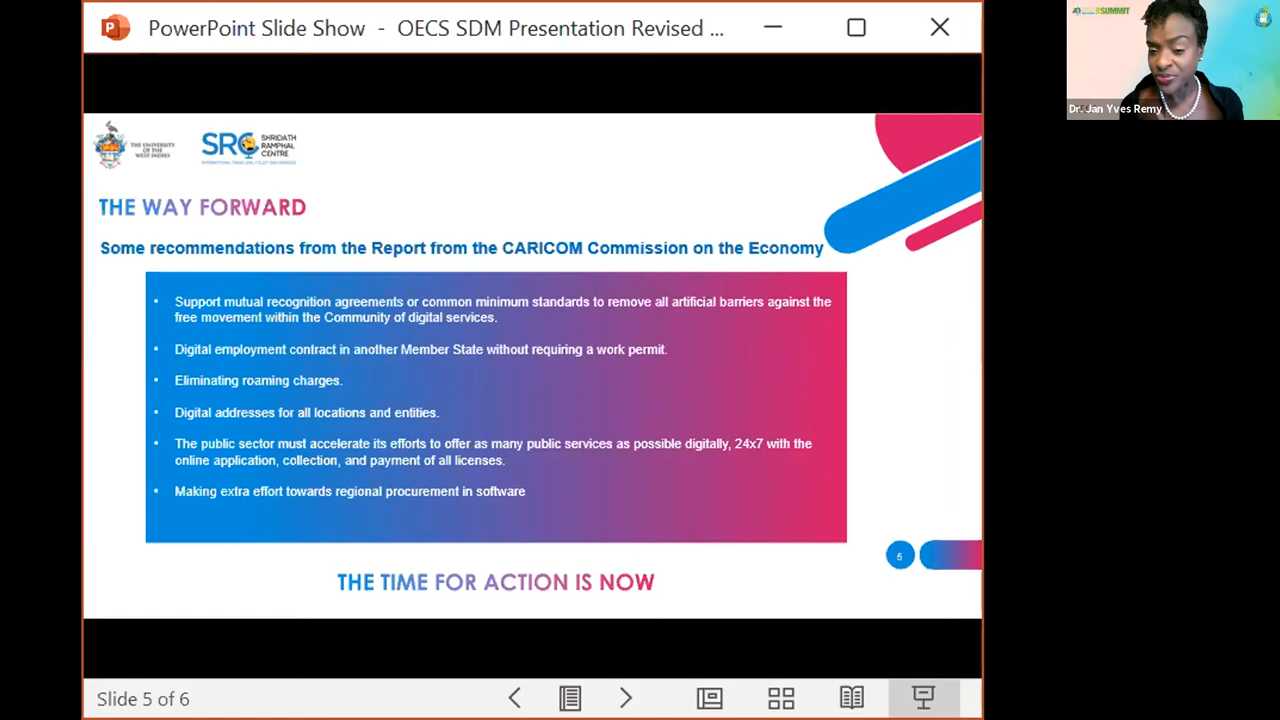 PowerPoint Slide Show - OECS SDM Presentation Revised ...
SUMMIT
Dr. Jan Yves Remy
THE UNIVERSITY
OF THE
WEST INDIES
SRC
SHRIDATH
RAMPHAL
CENTRE
THE WAY FORWARD
Some recommendations from the Report from the CARICOM Commission on the Economy
• Support mutual recognition agreements or common minimum standards to remove all artificial barriers against the
free movement within the Community of digital services.
• Digital employment contract in another Member State without requiring a work permit.
• Eliminating roaming charges.
• Digital addresses for all locations and entities.
• The public sector must accelerate its efforts to offer as many public services as possible digitally, 24x7 with the
online application, collection, and payment of all licenses.
• Making extra effort towards regional procurement in software
THE TIME FOR ACTION IS NOW
Slide 5 of 6